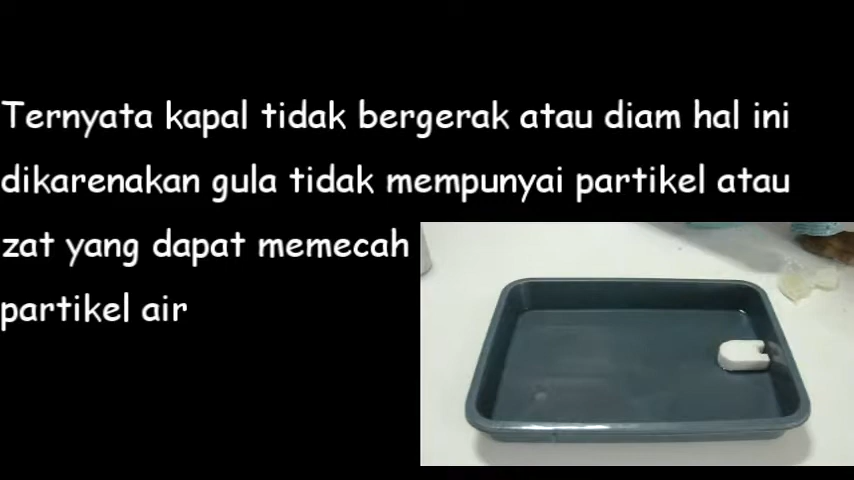 Ternyata kapal tidak bergerak atau diam hal ini
dikarenakan gula tidak mempunyai partikel atau
zat yang dapat memecah
partikel air